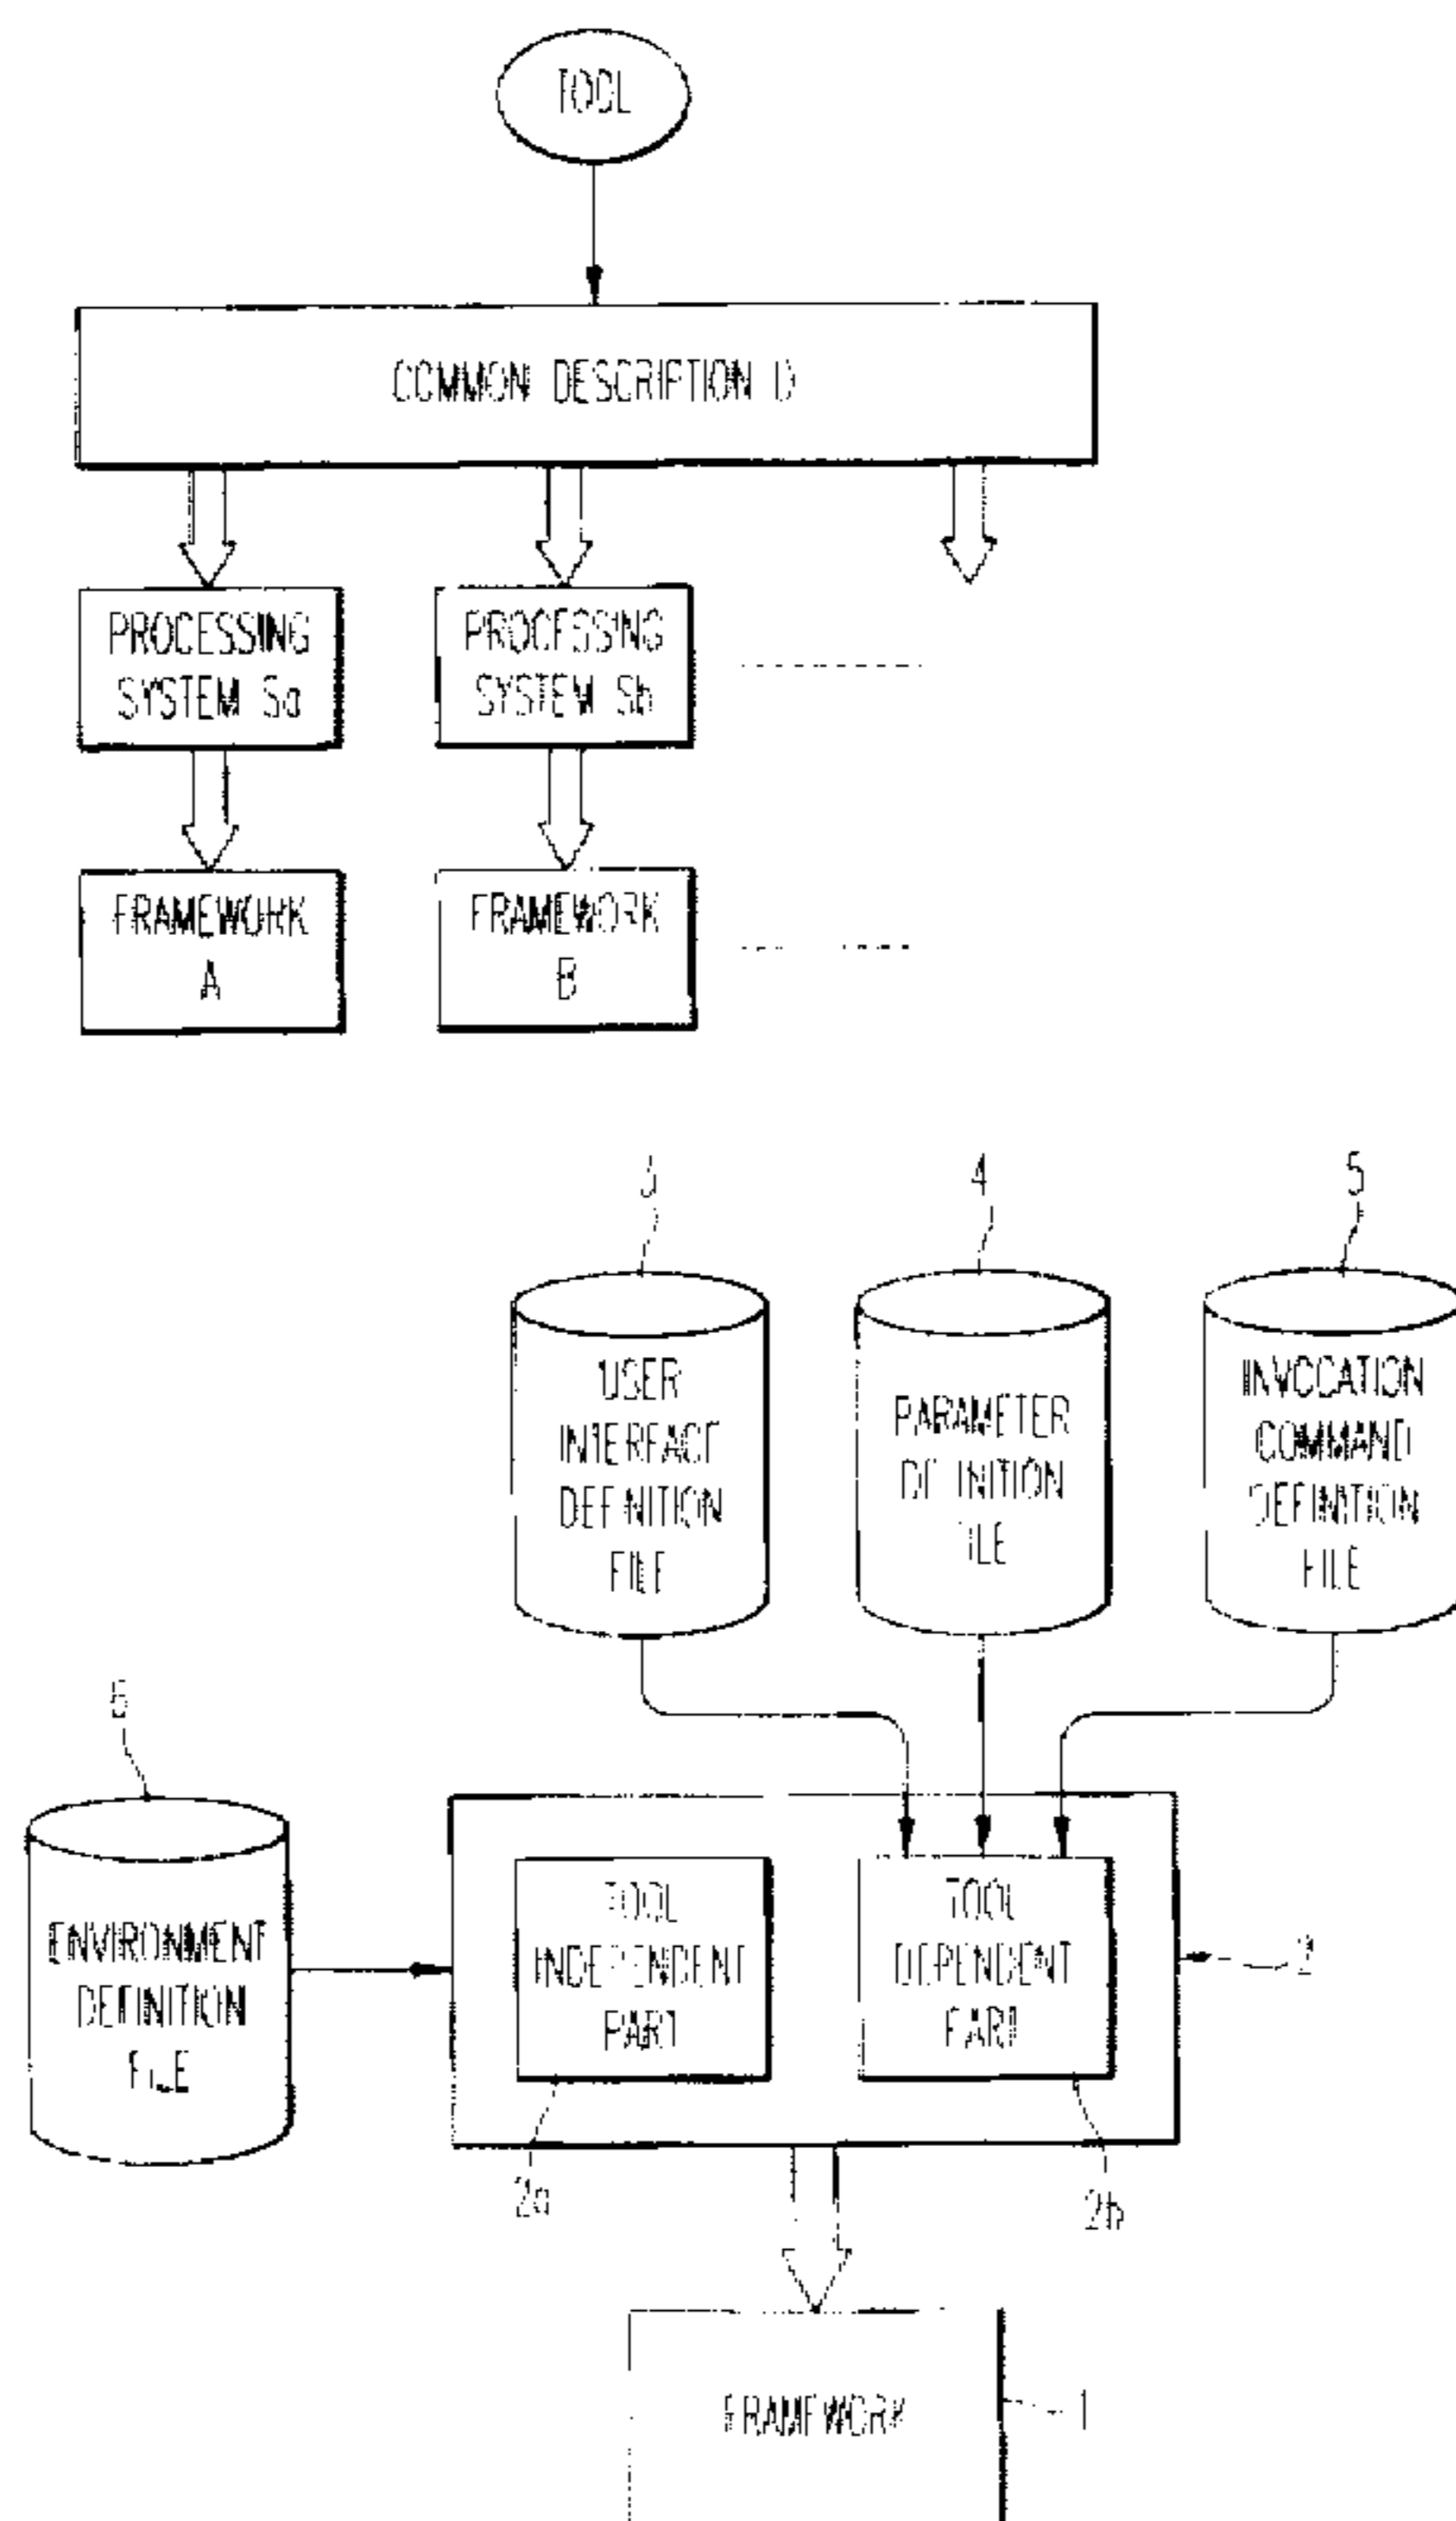 TOOL
COMMON DESCRIPTION D
PROCESSING
SYSTEM Sa
PROCESSING
SYSTEM Sb
FRAMEWORK
A
FRAMEWORK
B
3
4
5
USER
INTERFACE
DEFINITION
FILE
PARAMETER
DEFINITION
FILE
INVOCATION
COMMAND
DEFINITION
FILE
6
ENVIRONMENT
DEFINITION
FILE
TOOL
INDEPENDENT
PART
TOOL
DEPENDENT
PART
2
2a
2b
FRAMEWORK
1